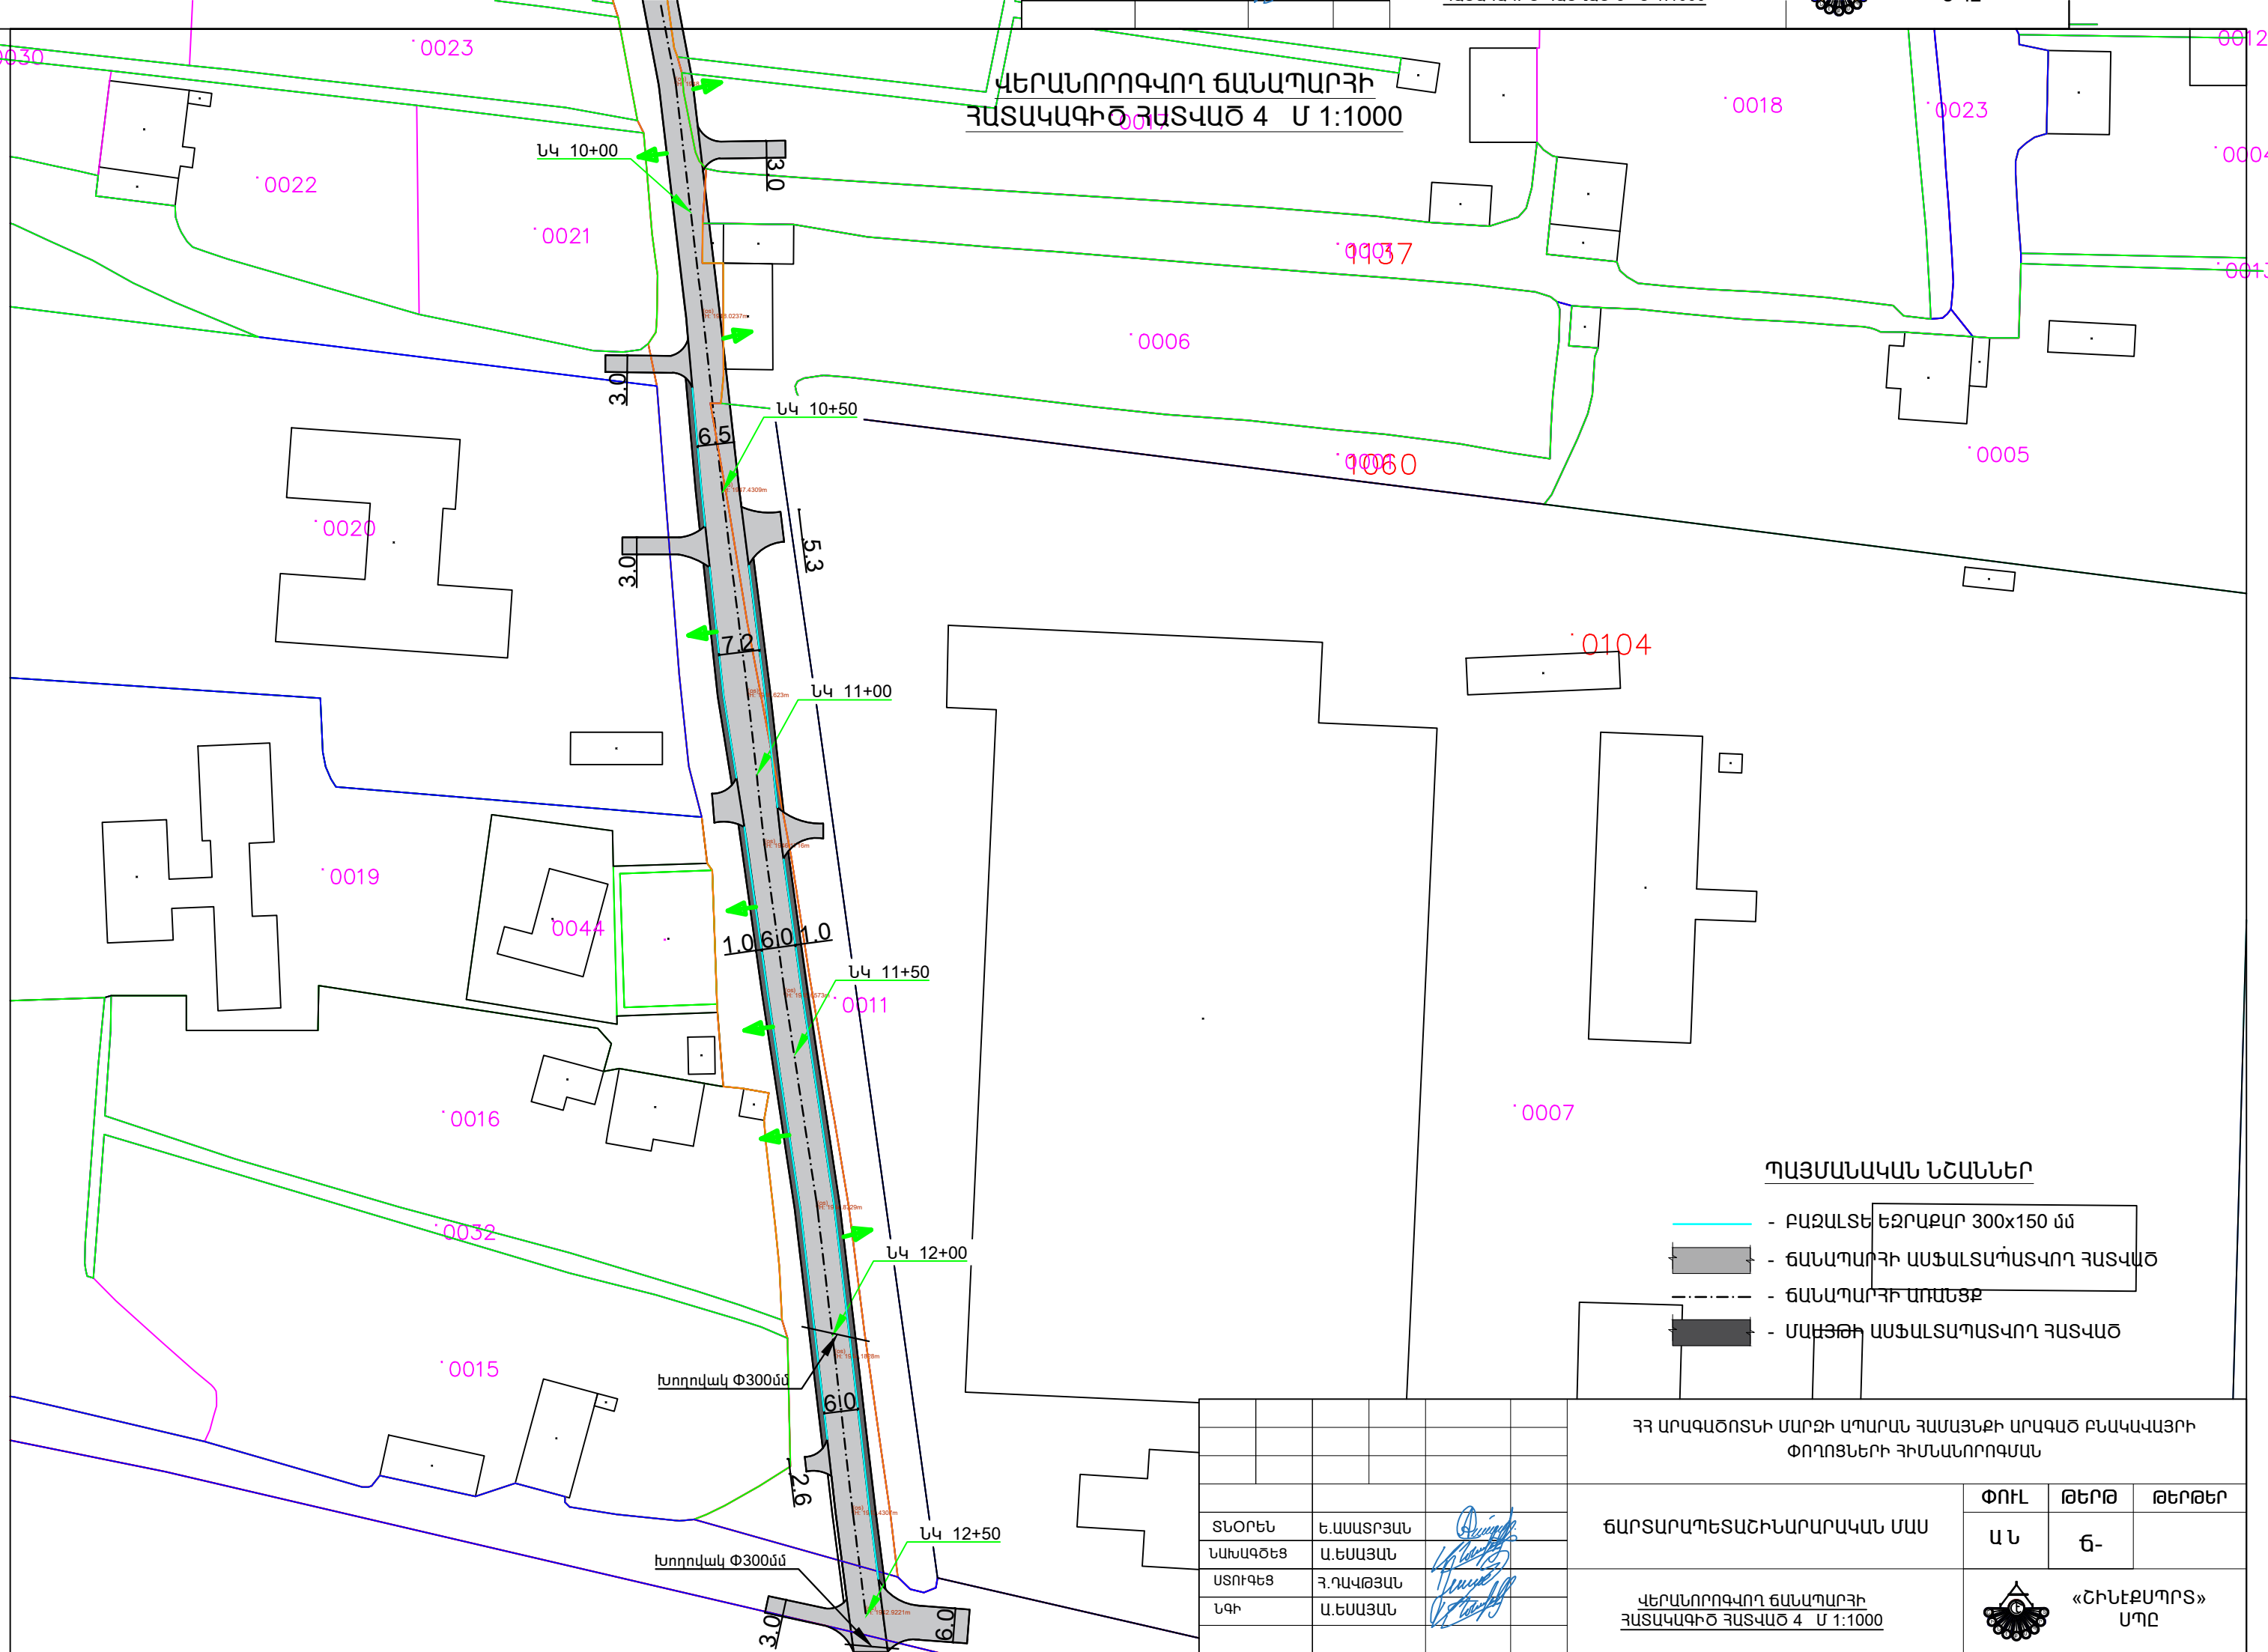 ՎԵՐԱՆՈՐՈԳՎՈՂ ՃԱՆԱՊԱՐՀԻ
ՀԱՏԱԿԱԳԻԾ ՀԱՏՎԱԾ 4 Մ 1:1000
0030
0023
0017
0018
0023
0012
0004
0022
0021
ՆԿ 10+00
3.0
1137
0006
0005
3.0
ՆԿ 10+50
6.5
1060
0020
3.0
5.3
7.2
0104
ՆԿ 11+00
0019
0044
1.0 6.0 1.0
ՆԿ 11+50
0011
0016
0007
0032
ՆԿ 12+00
0015
Խողովակ Փ300մմ
6.0
2.6
ՆԿ 12+50
Խողովակ Փ300մմ
3.0
6.0
ՊԱՅՄԱՆԱԿԱՆ ՆՇԱՆՆԵՐ
- ԲԱԶԱԼՏԵ ԵԶՐԱՔԱՐ 300x150 մմ
- ՃԱՆԱՊԱՐՀԻ ԱՍՖԱԼՏԱՊԱՏՎՈՂ ՀԱՏՎԱԾ
- ՃԱՆԱՊԱՐՀԻ ԱՌԱՆՑՔ
- ՄԱՅԹԻ ԱՍՖԱԼՏԱՊԱՏՎՈՂ ՀԱՏՎԱԾ
ՀՀ ԱՐԱԳԱԾՈՏՆԻ ՄԱՐԶԻ ԱՊԱՐԱՆ ՀԱՄԱՅՆՔԻ ԱՐԱԳԱԾ ԲՆԱԿԱՎԱՅՐԻ
ՓՈՂՈՑՆԵՐԻ ՀԻՄՆԱՆՈՐՈԳՄԱՆ
ՃԱՐՏԱՐԱՊԵՏԱՇԻՆԱՐԱՐԱԿԱՆ ՄԱՍ
ՓՈՒԼ ԹԵՐԹ ԹԵՐԹԵՐ
Ա Ն Ճ-
ՏՆՕՐԵՆ Ե.ԱՍԱՏՐՅԱՆ
ՆԱԽԱԳԾԵՑ Ա.ԵՍԱՅԱՆ
ՍՏՈՒԳԵՑ Հ.ԴԱՎԹՅԱՆ
ՆԳԻ Ա.ԵՍԱՅԱՆ
ՎԵՐԱՆՈՐՈԳՎՈՂ ՃԱՆԱՊԱՐՀԻ
ՀԱՏԱԿԱԳԻԾ ՀԱՏՎԱԾ 4 Մ 1:1000
«ՇԻՆԷՔՍՊՐՏ»
ՍՊԸ